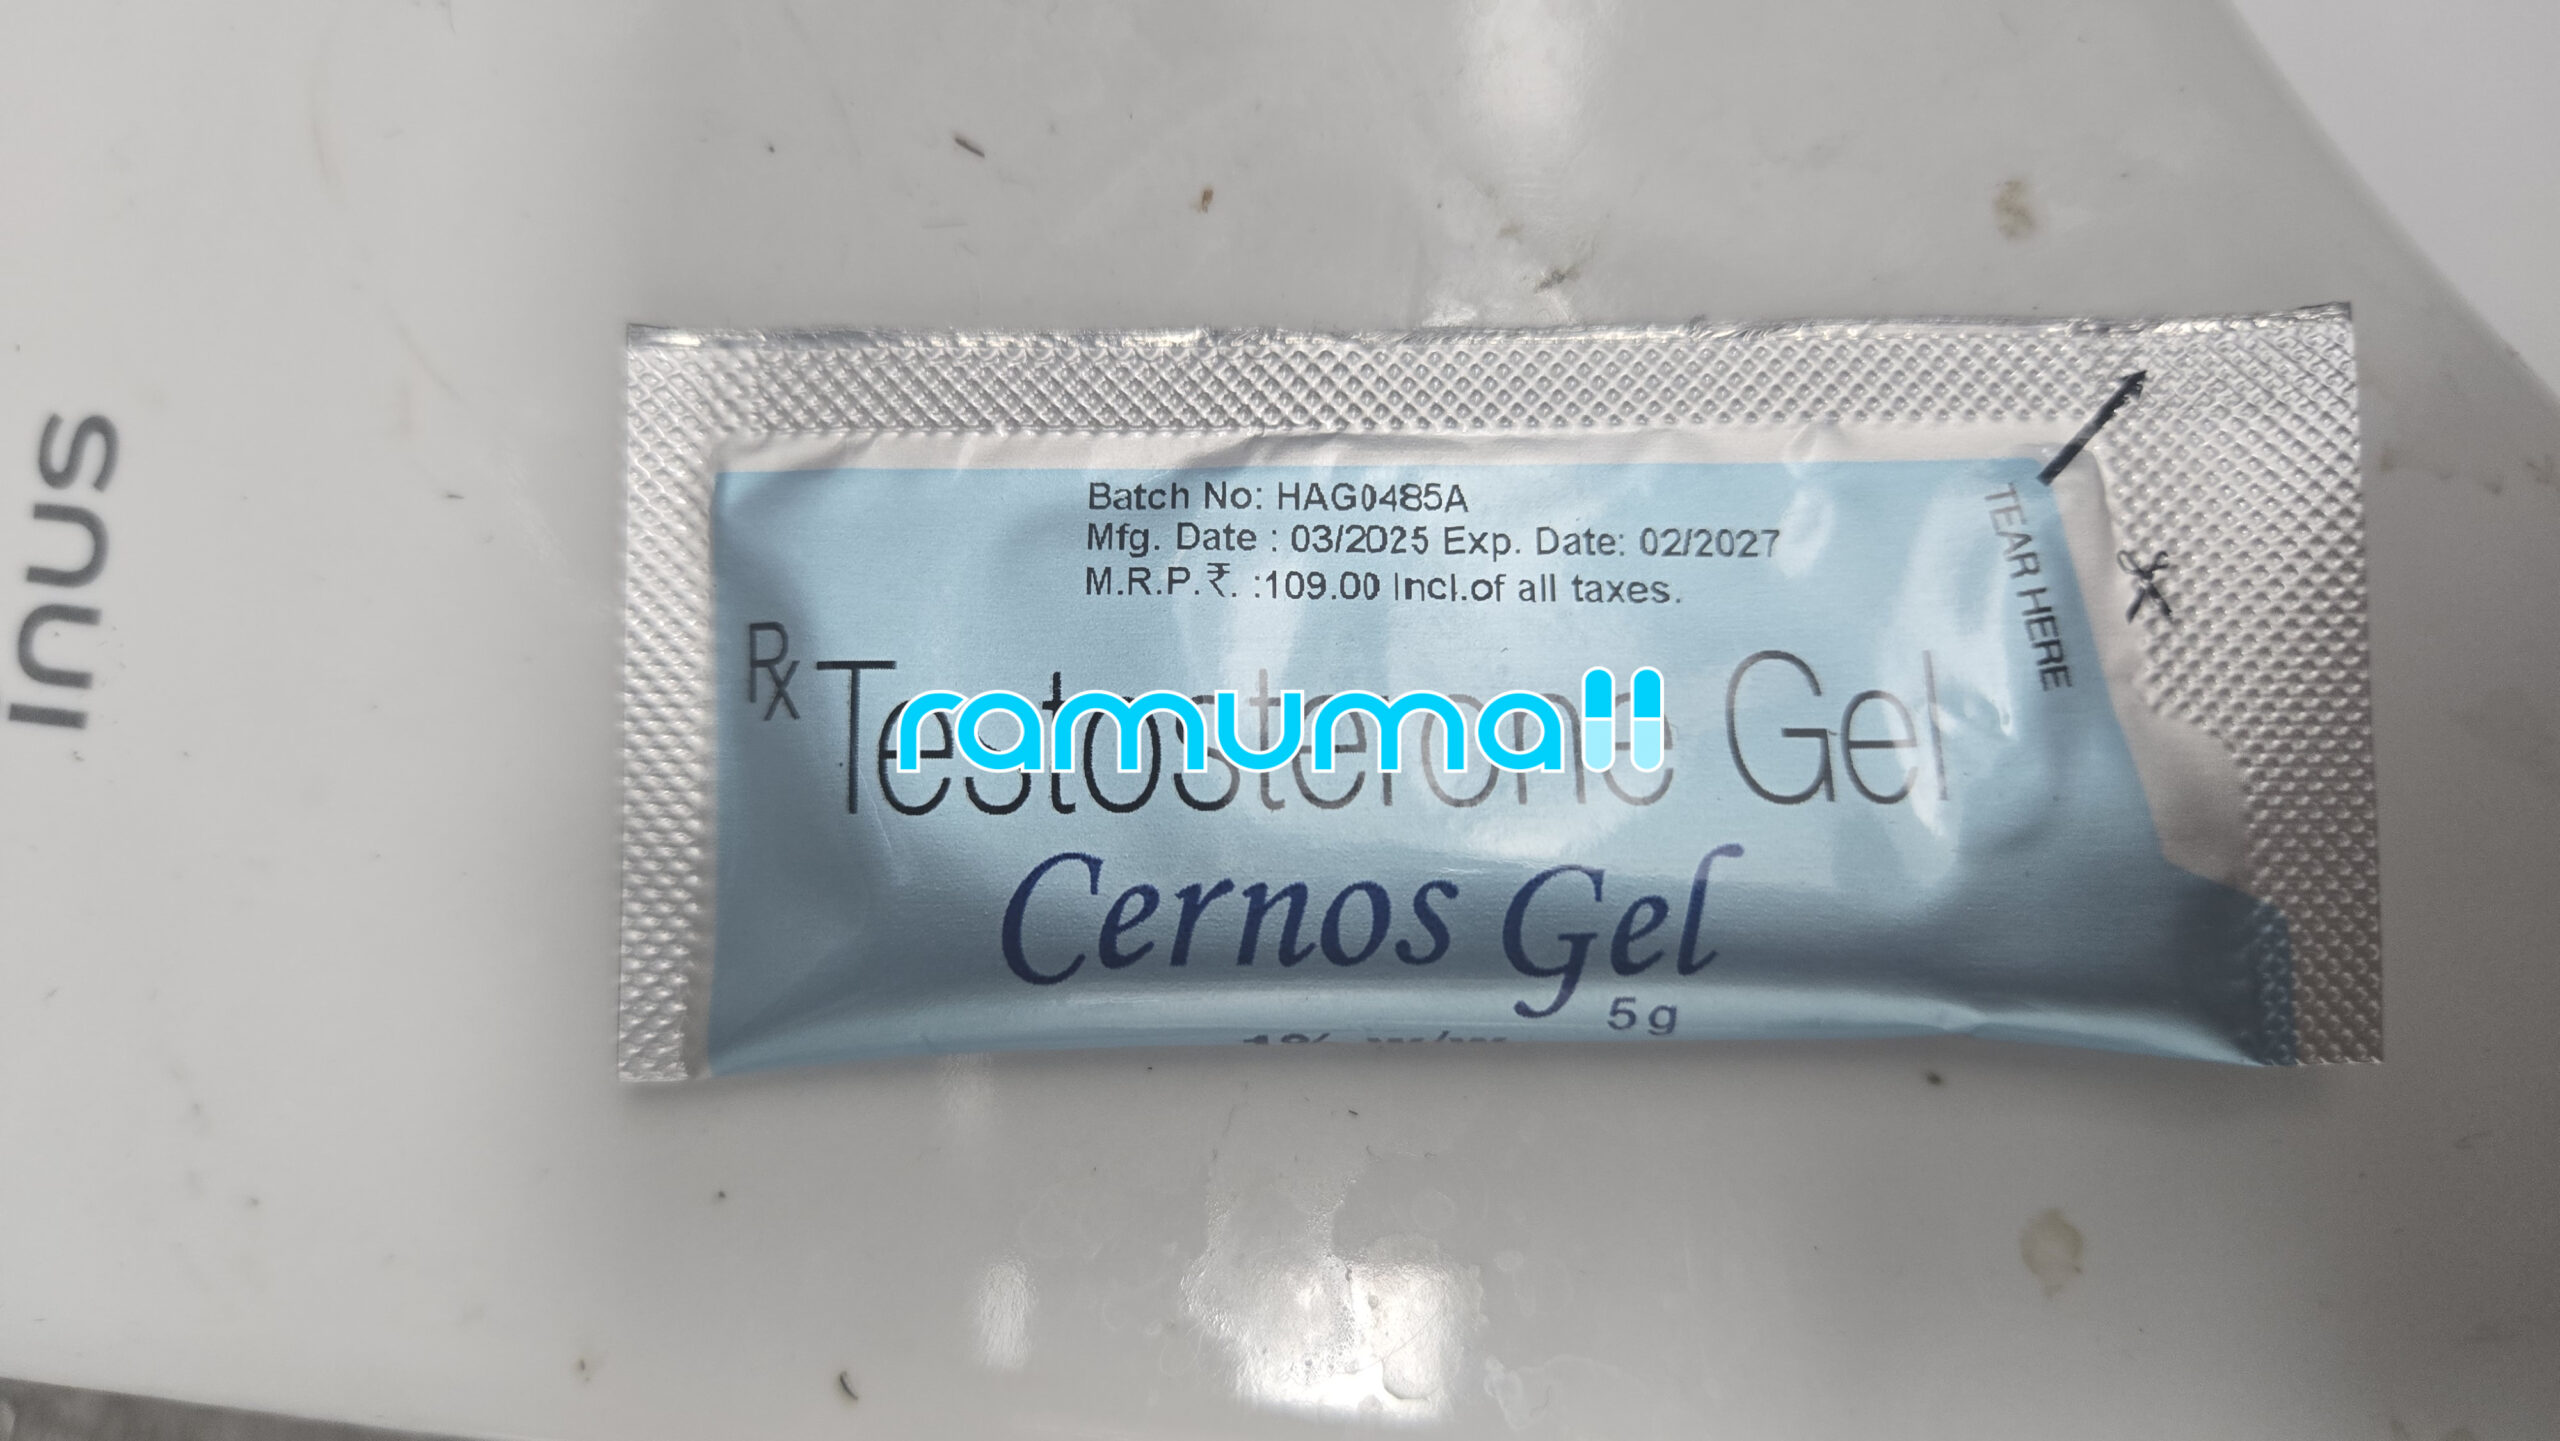 Batch No: HAG0485A
Mfg. Date : 03/2025 Exp. Date: 02/2027
M.R.P.₹. :109.00 Incl.of all taxes.
TEAR HERE
Rx Testosterone Gel
ramumall
Cernos Gel
5g
inus